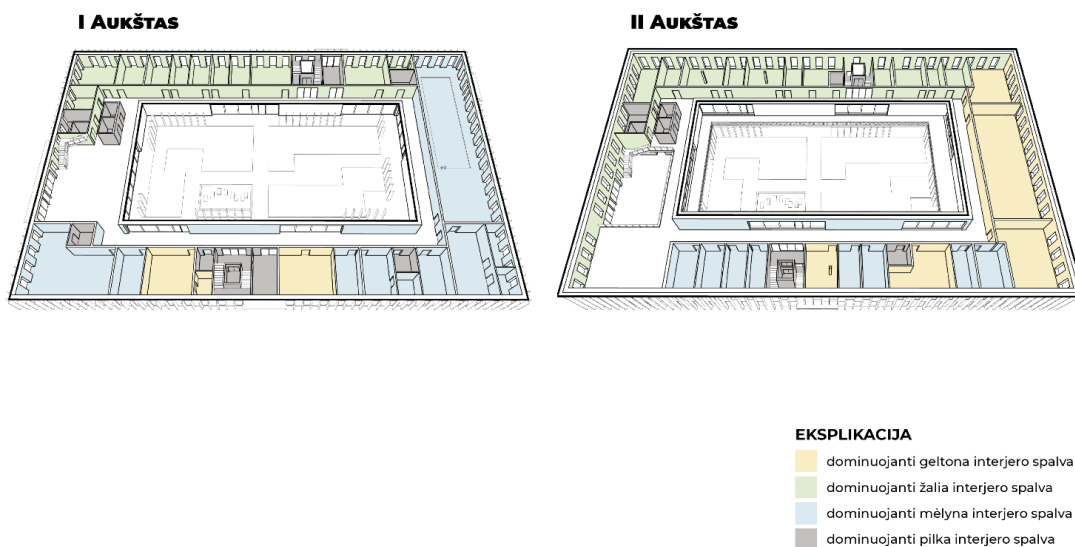 I Aukštas
II Aukštas
EKSPLIKACIJA
dominuojanti geltona interjero spalva
dominuojanti žalia interjero spalva
dominuojanti mėlyna interjero spalva
dominuojanti pilka interjero spalva